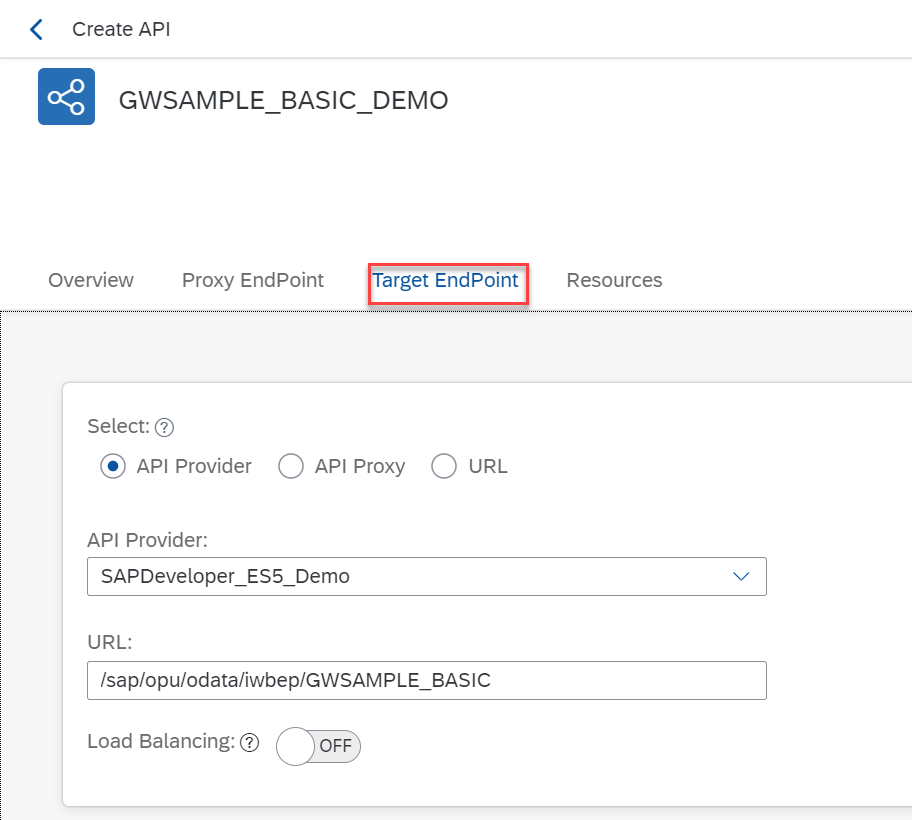 Create API
GWSAMPLE_BASIC_DEMO
Overview Proxy EndPoint Target EndPoint Resources
Select: ?
API Provider API Proxy URL
API Provider:
SAPDeveloper_ES5_Demo
URL:
/sap/opu/odata/iwbep/GWSAMPLE_BASIC
Load Balancing: ? OFF